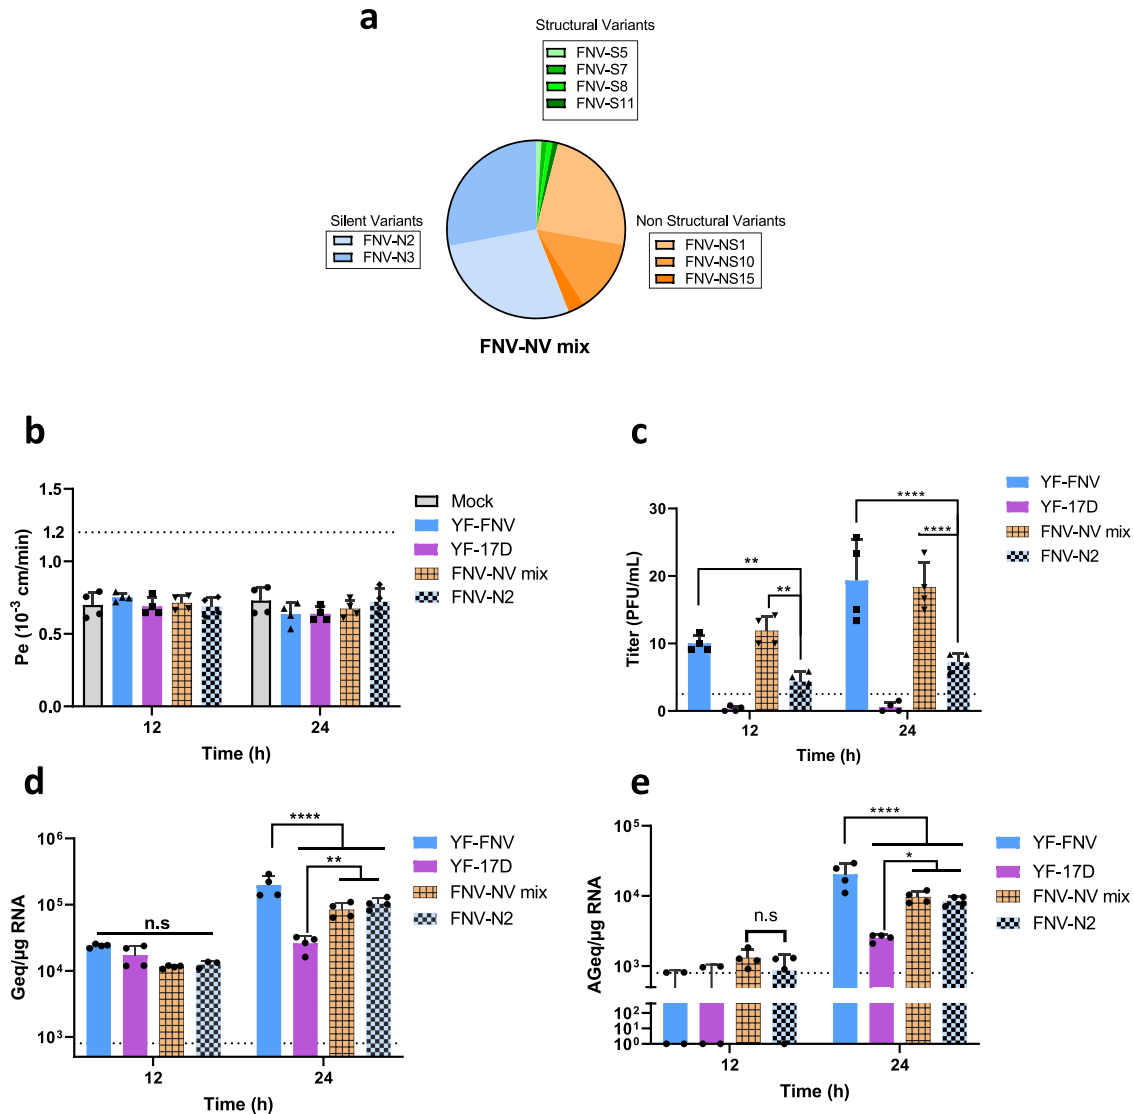 a
Structural Variants
FNV-S5
FNV-S7
FNV-S8
FNV-S11
Silent Variants
FNV-N2
FNV-N3
Non Structural Variants
FNV-NS1
FNV-NS10
FNV-NS15
FNV-NV mix
b
Pe (10⁻³ cm/min)
1.5
1.2
1.0
0.5
0.0
12
24
Time (h)
Mock
YF-FNV
YF-17D
FNV-NV mix
FNV-N2
c
Titer (PFU/mL)
30
20
10
0
**
**
****
****
12
24
Time (h)
YF-FNV
YF-17D
FNV-NV mix
FNV-N2
d
Geq/μg RNA
10⁶
10⁵
10⁴
10³
n.s
****
**
12
24
Time (h)
YF-FNV
YF-17D
FNV-NV mix
FNV-N2
e
AGeq/μg RNA
10⁵
10⁴
10³
10²
10¹
10⁰
n.s
****
*
12
24
Time (h)
YF-FNV
YF-17D
FNV-NV mix
FNV-N2